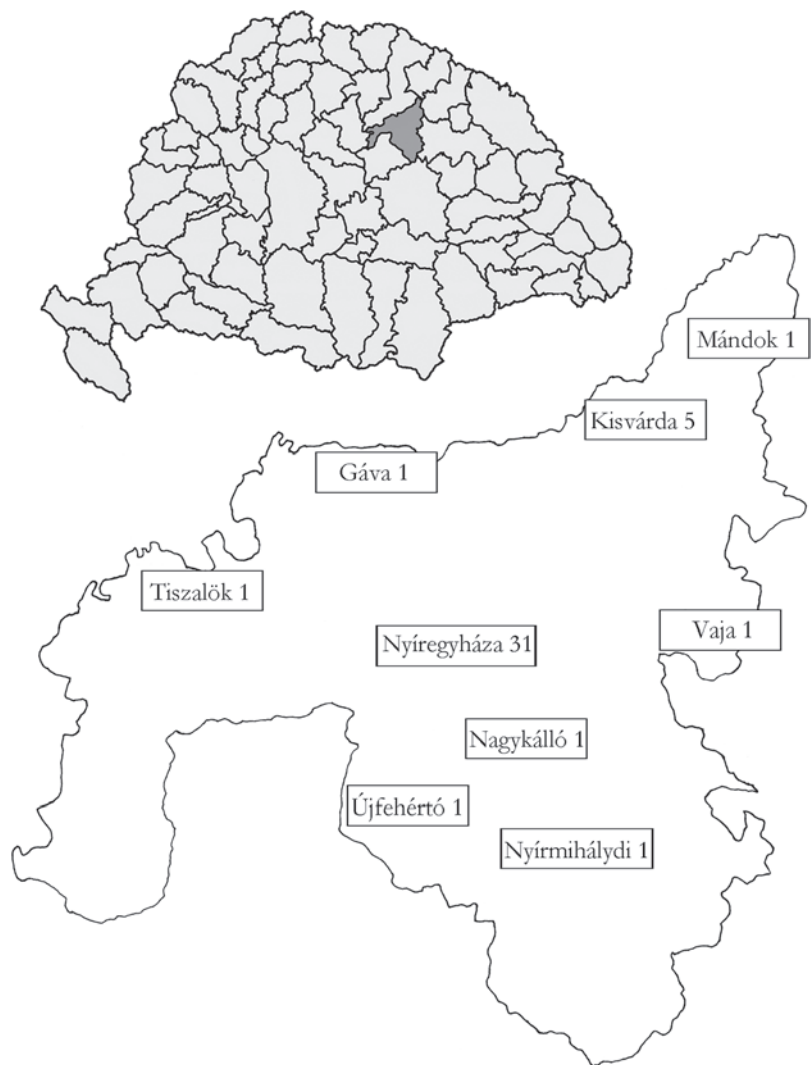 Mándok 1
Kisvárda 5
Gáva 1
Tiszalök 1
Vaja 1
Nyíregyháza 31
Nagykálló 1
Újfehértó 1
Nyírmihálydi 1